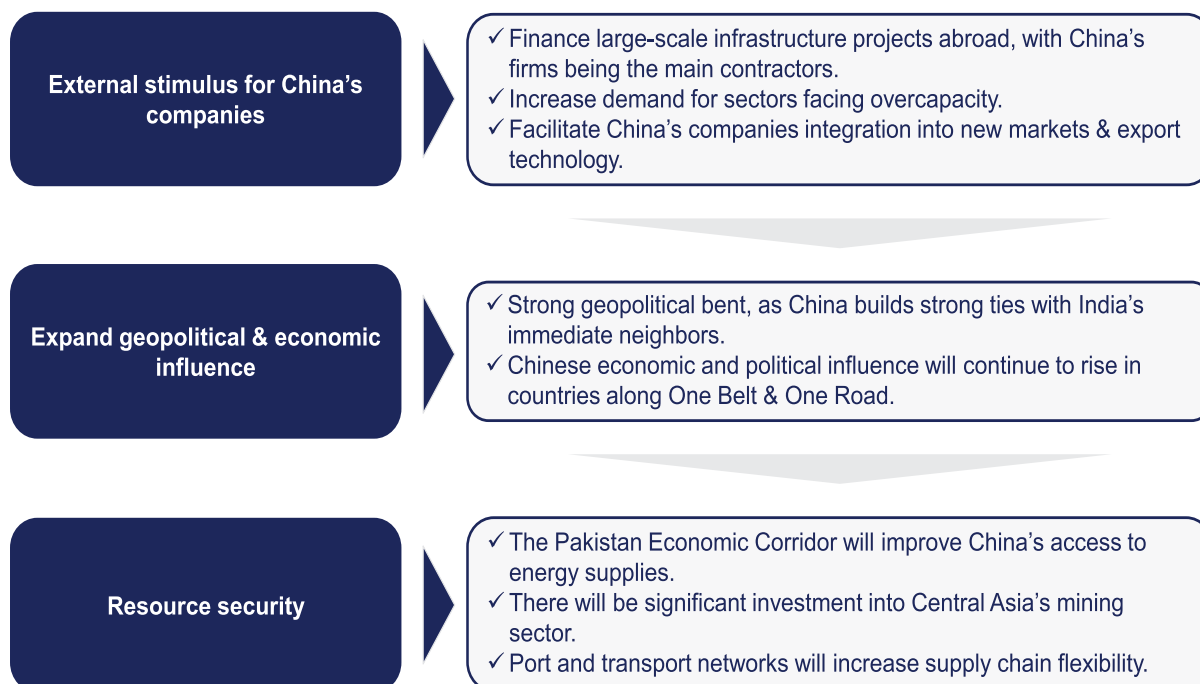 External stimulus for China’s
companies
✓ Finance large-scale infrastructure projects abroad, with China’s
firms being the main contractors.
✓ Increase demand for sectors facing overcapacity.
✓ Facilitate China’s companies integration into new markets & export
technology.
Expand geopolitical & economic
influence
✓ Strong geopolitical bent, as China builds strong ties with India’s
immediate neighbors.
✓ Chinese economic and political influence will continue to rise in
countries along One Belt & One Road.
Resource security
✓ The Pakistan Economic Corridor will improve China’s access to
energy supplies.
✓ There will be significant investment into Central Asia’s mining
sector.
✓ Port and transport networks will increase supply chain flexibility.